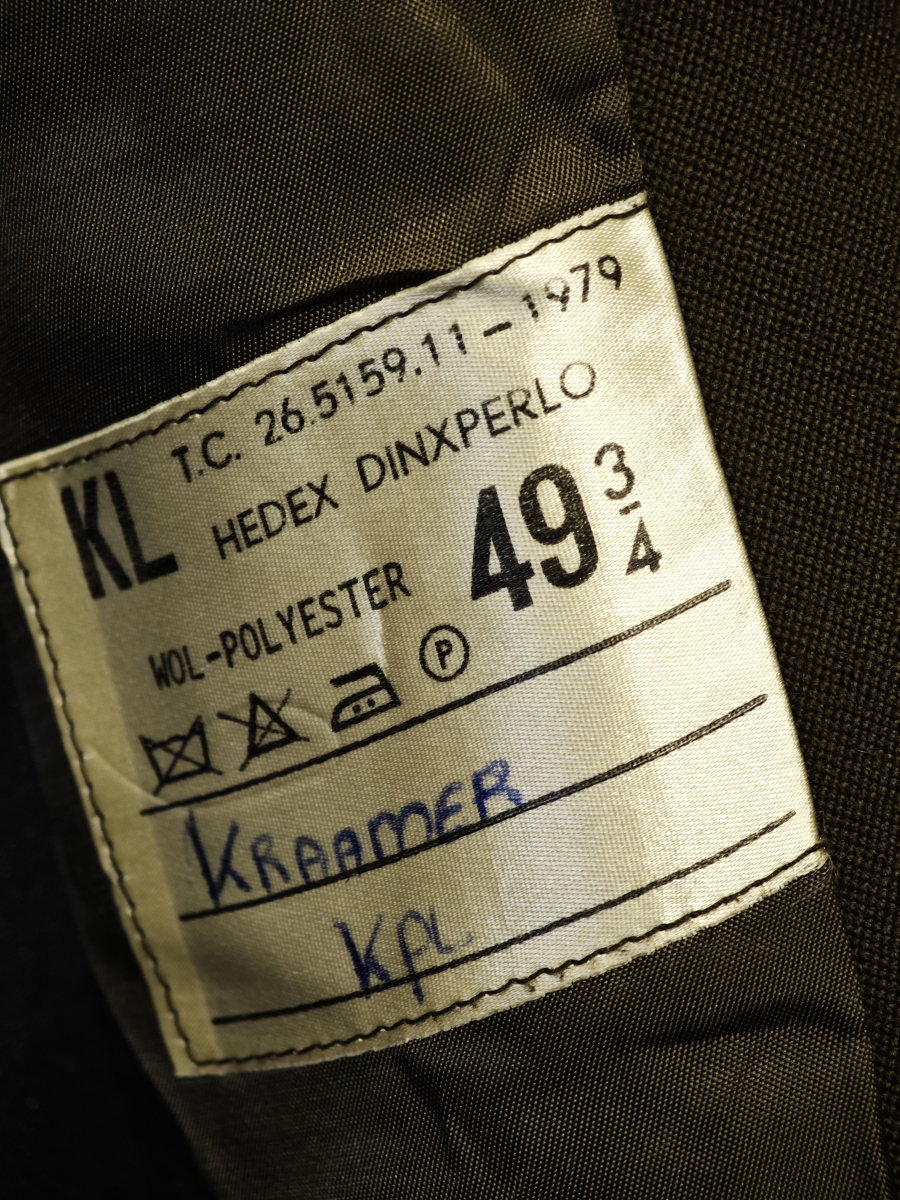 T.C. 26.5159.11 - 1979
KL HEDEX DINXPERLO
WOL-POLYESTER 49 3/4
P
KRAAMER
KPL